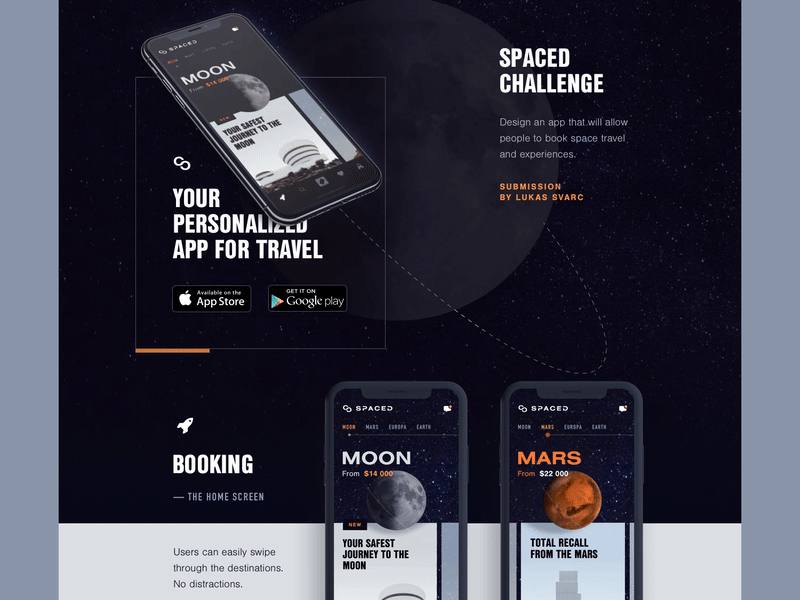 SPACED
MOON
From $14 000
NEW
YOUR SAFEST
JOURNEY TO THE
MOON
SPACED
CHALLENGE
Design an app that will allow
people to book space travel
and experiences.
SUBMISSION
BY LUKAS SVARC
YOUR
PERSONALIZED
APP FOR TRAVEL
Available on the
App Store
GET IT ON
Google play
BOOKING
— THE HOME SCREEN
Users can easily swipe
through the destinations.
No distractions.
SPACED
MOON MARS EUROPA EARTH
MOON
From $14 000
NEW
YOUR SAFEST
JOURNEY TO THE
MOON
SPACED
MOON MARS EUROPA EARTH
MARS
From $22 000
TOTAL RECALL
FROM THE MARS